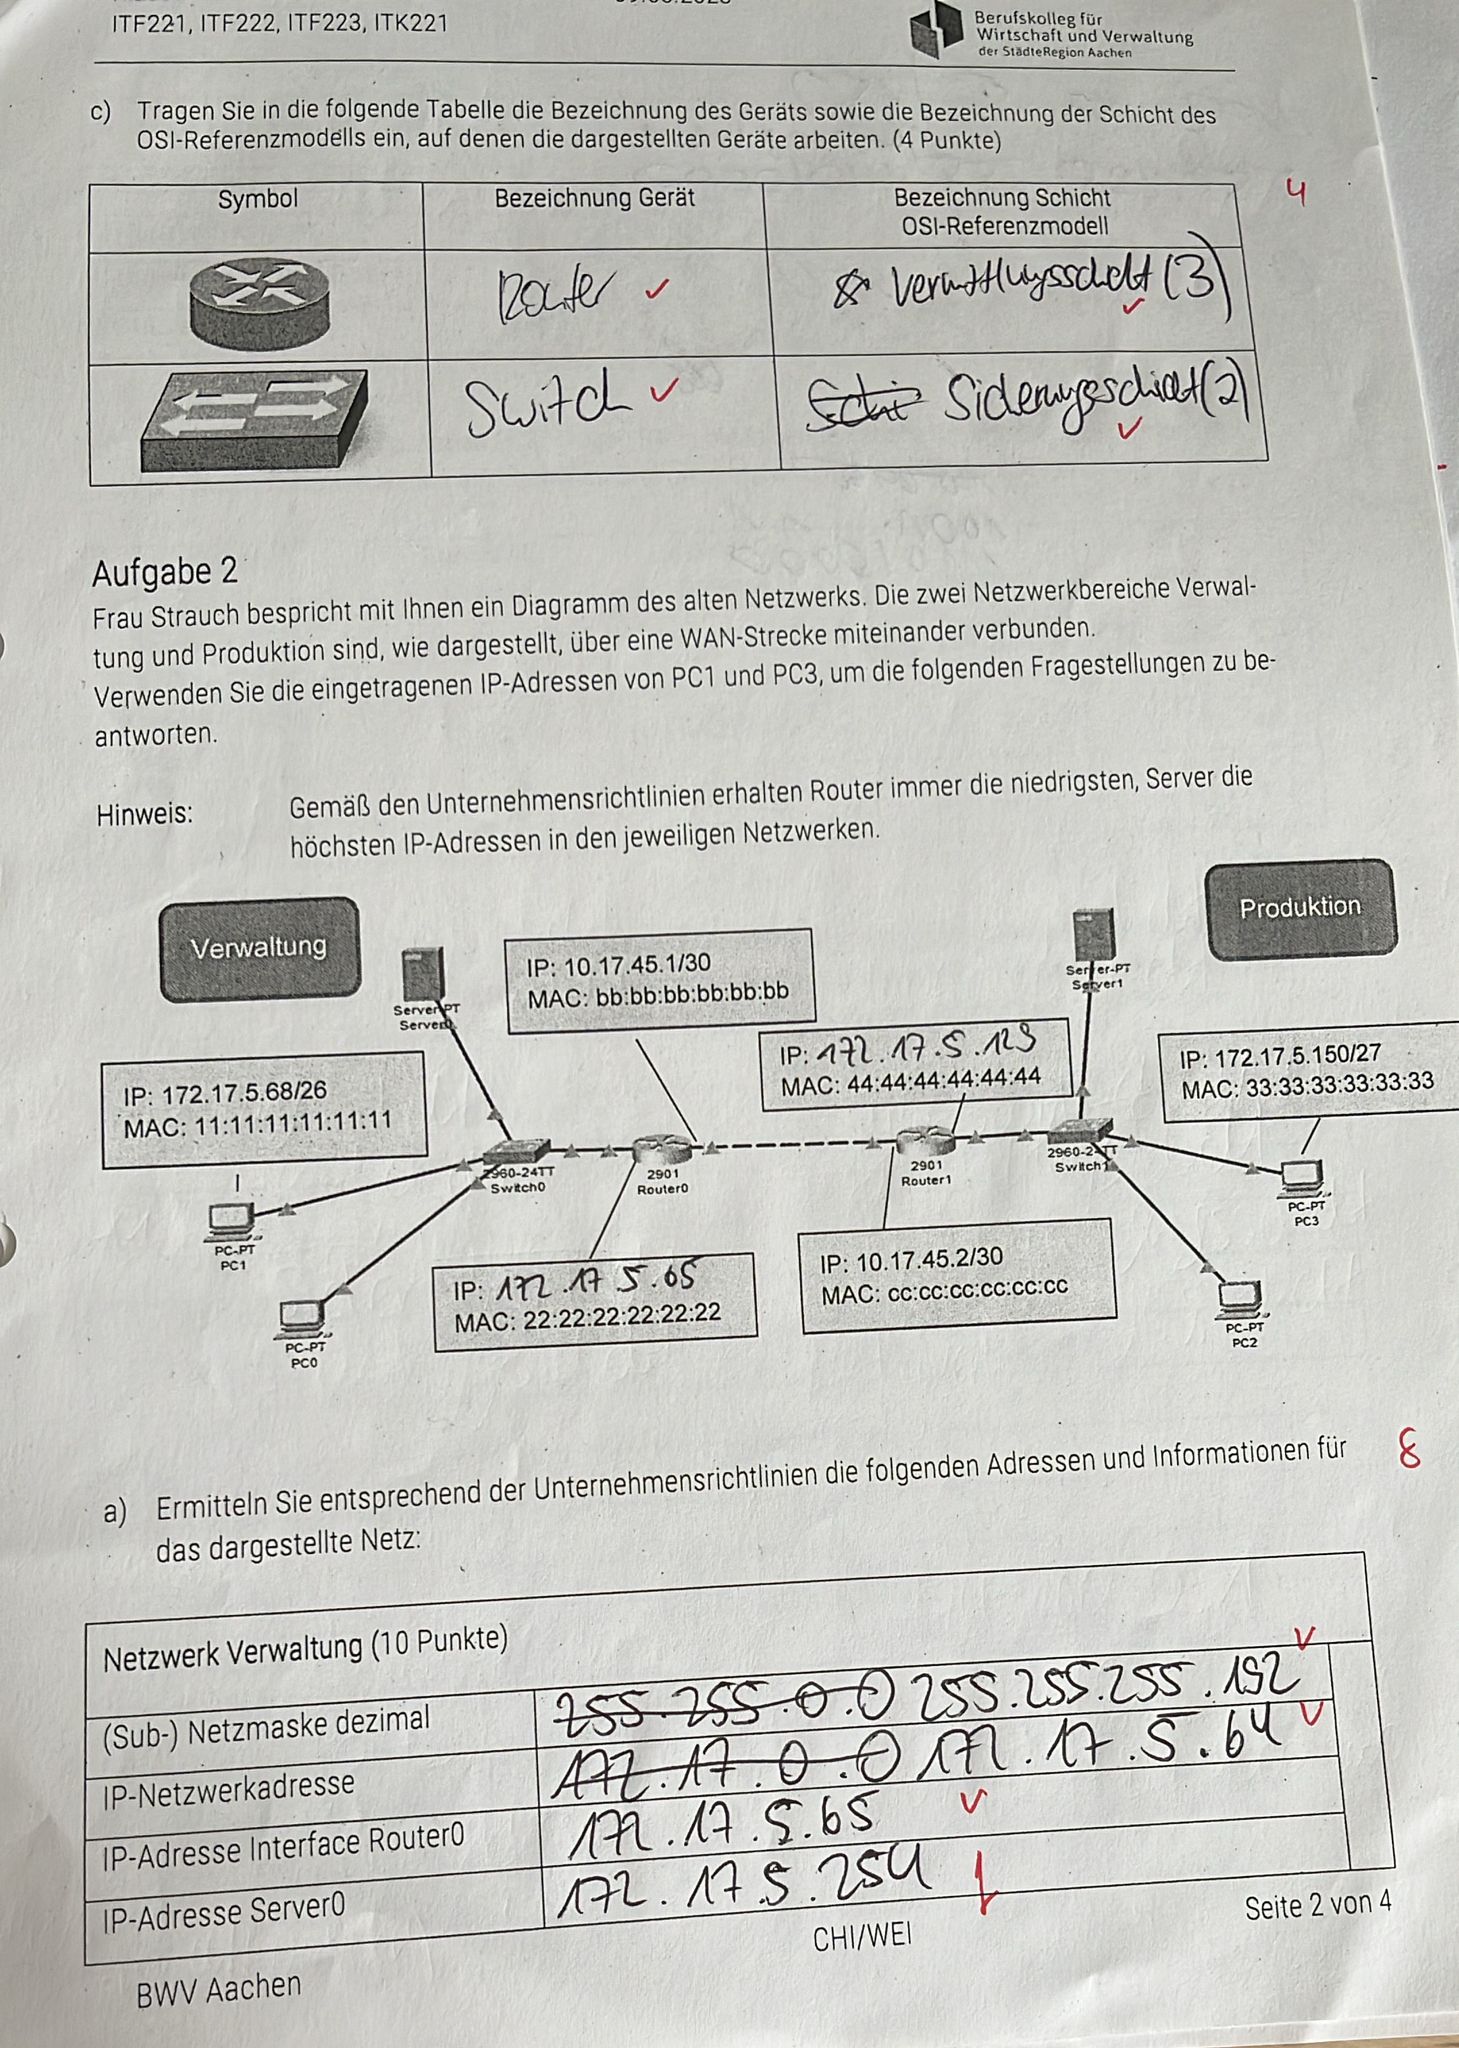 ITF221, ITF222, ITF223, ITK221
Berufskolleg für
Wirtschaft und Verwaltung
der StädteRegion Aachen
c) Tragen Sie in die folgende Tabelle die Bezeichnung des Geräts sowie die Bezeichnung der Schicht des
OSI-Referenzmodells ein, auf denen die dargestellten Geräte arbeiten. (4 Punkte)
4
Symbol
Bezeichnung Gerät
Bezeichnung Schicht
OSI-Referenzmodell
Router
Vermittlungsschicht (3)
Switch
Sicherungsschicht (2)
Aufgabe 2
Frau Strauch bespricht mit Ihnen ein Diagramm des alten Netzwerks. Die zwei Netzwerkbereiche Verwal-
tung und Produktion sind, wie dargestellt, über eine WAN-Strecke miteinander verbunden.
Verwenden Sie die eingetragenen IP-Adressen von PC1 und PC3, um die folgenden Fragestellungen zu be-
antworten.
Hinweis: Gemäß den Unternehmensrichtlinien erhalten Router immer die niedrigsten, Server die
höchsten IP-Adressen in den jeweiligen Netzwerken.
Verwaltung
Produktion
Server-PT
Server0
IP: 10.17.45.1/30
MAC: bb:bb:bb:bb:bb:bb
Server-PT
Server1
IP: 172.17.5.68/26
MAC: 11:11:11:11:11:11
IP: 172.17.5.129
MAC: 44:44:44:44:44:44
IP: 172.17.5.150/27
MAC: 33:33:33:33:33:33
2960-24TT
Switch0
2901
Router0
2901
Router1
2960-24TT
Switch1
PC-PT
PC1
PC-PT
PC3
IP: 172.17.5.65
MAC: 22:22:22:22:22:22
IP: 10.17.45.2/30
MAC: cc:cc:cc:cc:cc:cc
PC-PT
PC0
PC-PT
PC2
a) Ermitteln Sie entsprechend der Unternehmensrichtlinien die folgenden Adressen und Informationen für
das dargestellte Netz:
8
Netzwerk Verwaltung (10 Punkte)
(Sub-) Netzmaske dezimal 255.255.0.0 255.255.255.192
IP-Netzwerkadresse 172.17.0.0 172.17.5.64
IP-Adresse Interface Router0 172.17.5.65
IP-Adresse Server0 172.17.5.254
CHI/WEI
Seite 2 von 4
BWV Aachen